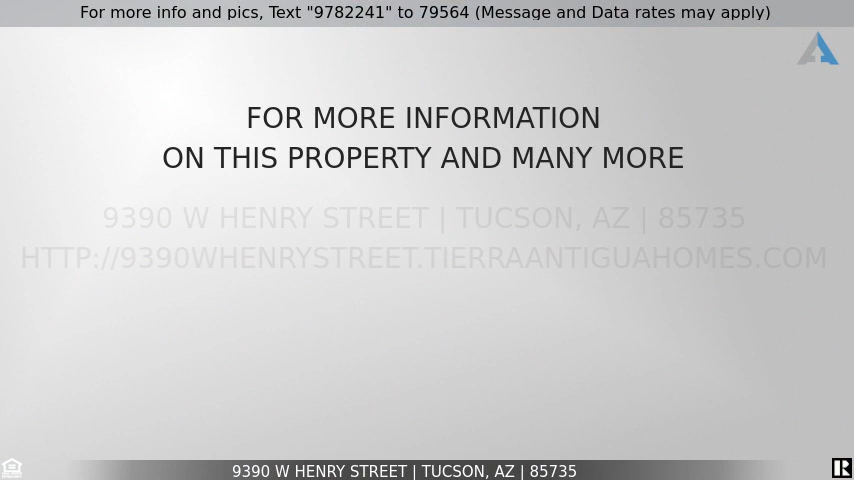 For more info and pics, Text "9782241" to 79564 (Message and Data rates may apply)
FOR MORE INFORMATION
ON THIS PROPERTY AND MANY MORE
9390 W HENRY STREET | TUCSON, AZ | 85735
HTTP://9390WHENRYSTREET.TIERRAANTIGUAHOMES.COM
9390 W HENRY STREET | TUCSON, AZ | 85735